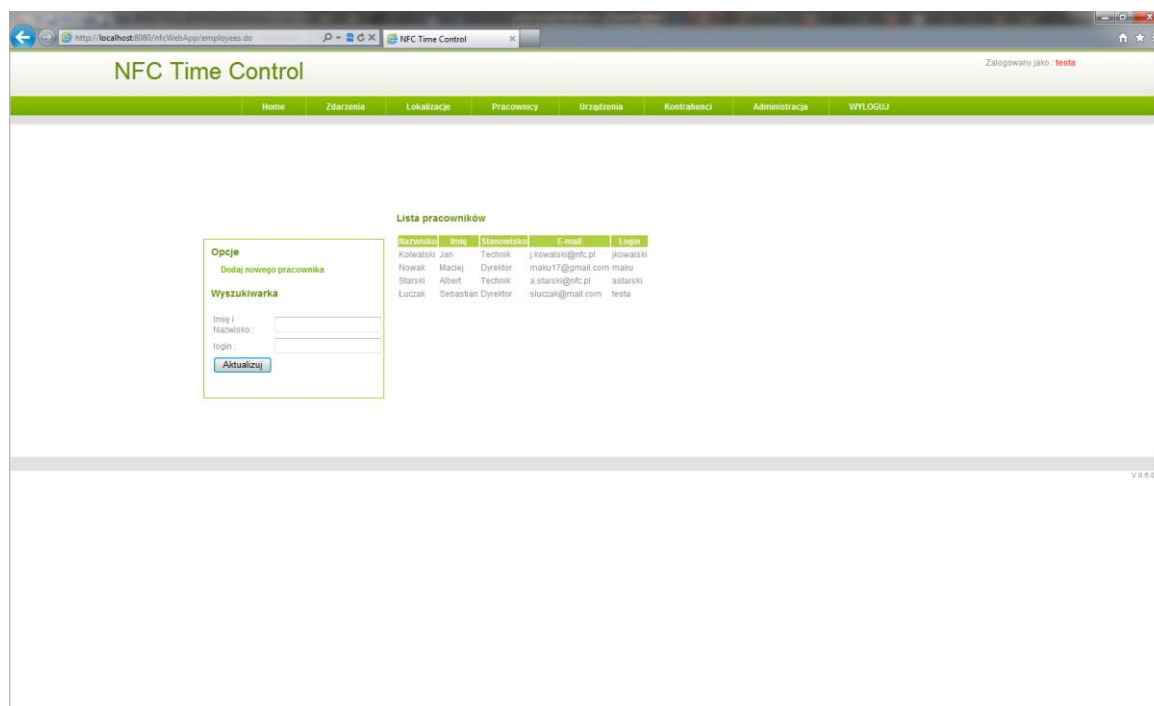 http://localhost:8080/nfcWebApp/employees.do
NFC Time Control
NFC Time Control
Zalogowany jako : testa
Home Zdarzenia Lokalizacje Pracownicy Urządzenia Kontrahenci Administracja WYLOGUJ
Lista pracowników
Opcje
Dodaj nowego pracownika
Wyszukiwarka
Imię i
Nazwisko :
login :
Aktualizuj
Nazwisko Imię Stanowisko E-mail Login
Kolwalski Jan Technik j.kowalski@nfc.pl jkowalski
Nowak Maciej Dyrektor maku17@gmail.com maku
Starski Albert Technik a.starski@nfc.pl astarski
Łuczak Sebastian Dyrektor sluczak@mail.com testa